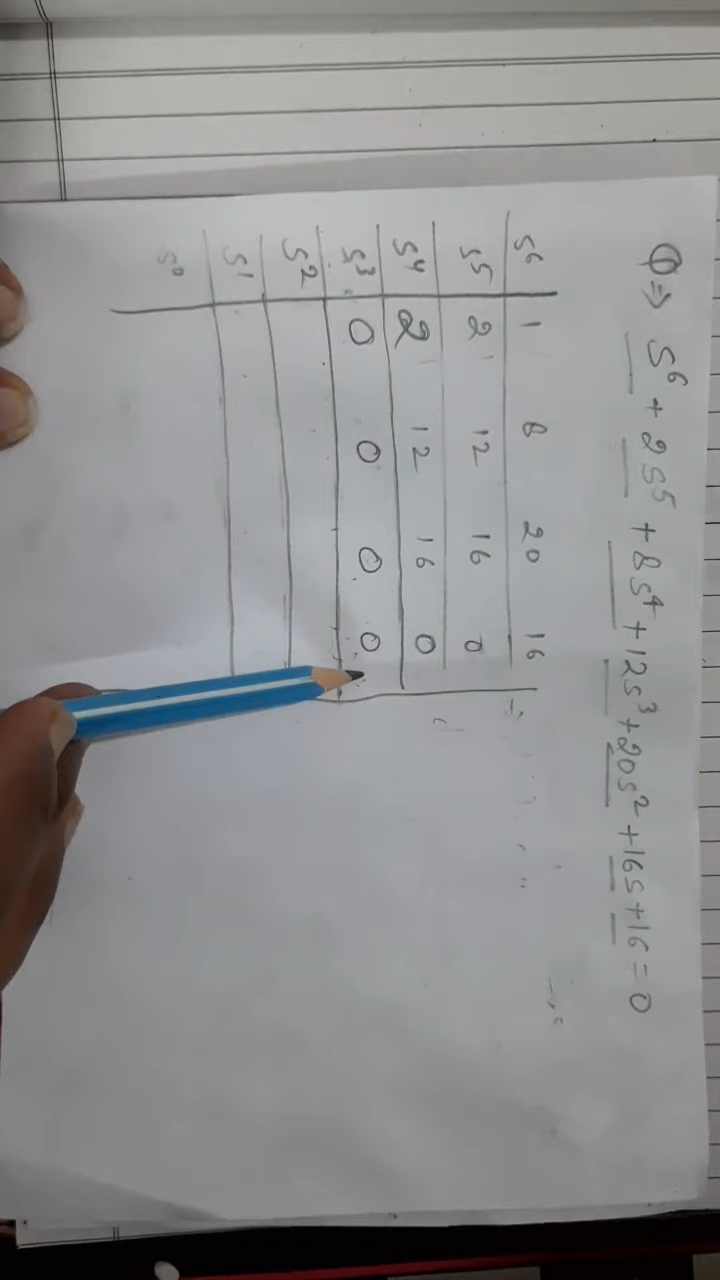 Q⇒ S⁶ + 2S⁵ + 8S⁴ + 12S³ + 20S² + 16S + 16 = 0
S⁶ 1 8 20 16
S⁵ 2 12 16 0
S⁴ 2 12 16 0
S³ 0 0 0 0
S²
S¹
S⁰